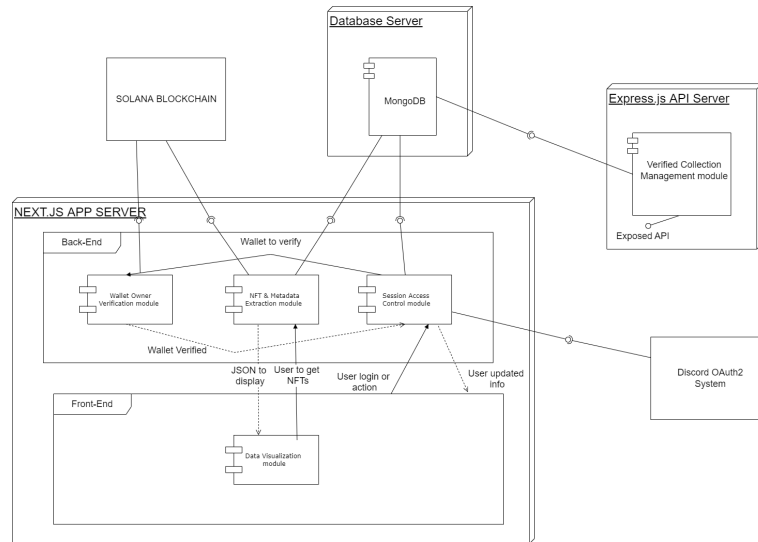 Database Server
SOLANA BLOCKCHAIN
MongoDB
Express.js API Server
Verified Collection
Management module
Exposed API
NEXT.JS APP SERVER
Back-End
Wallet to verify
Wallet Owner
Verification module
NFT & Metadata
Extraction module
Session Access
Control module
Wallet Verified
JSON to
display
User to get
NFTs
User login or
action
User updated
info
Discord OAuth2
System
Front-End
Data Visualization
module